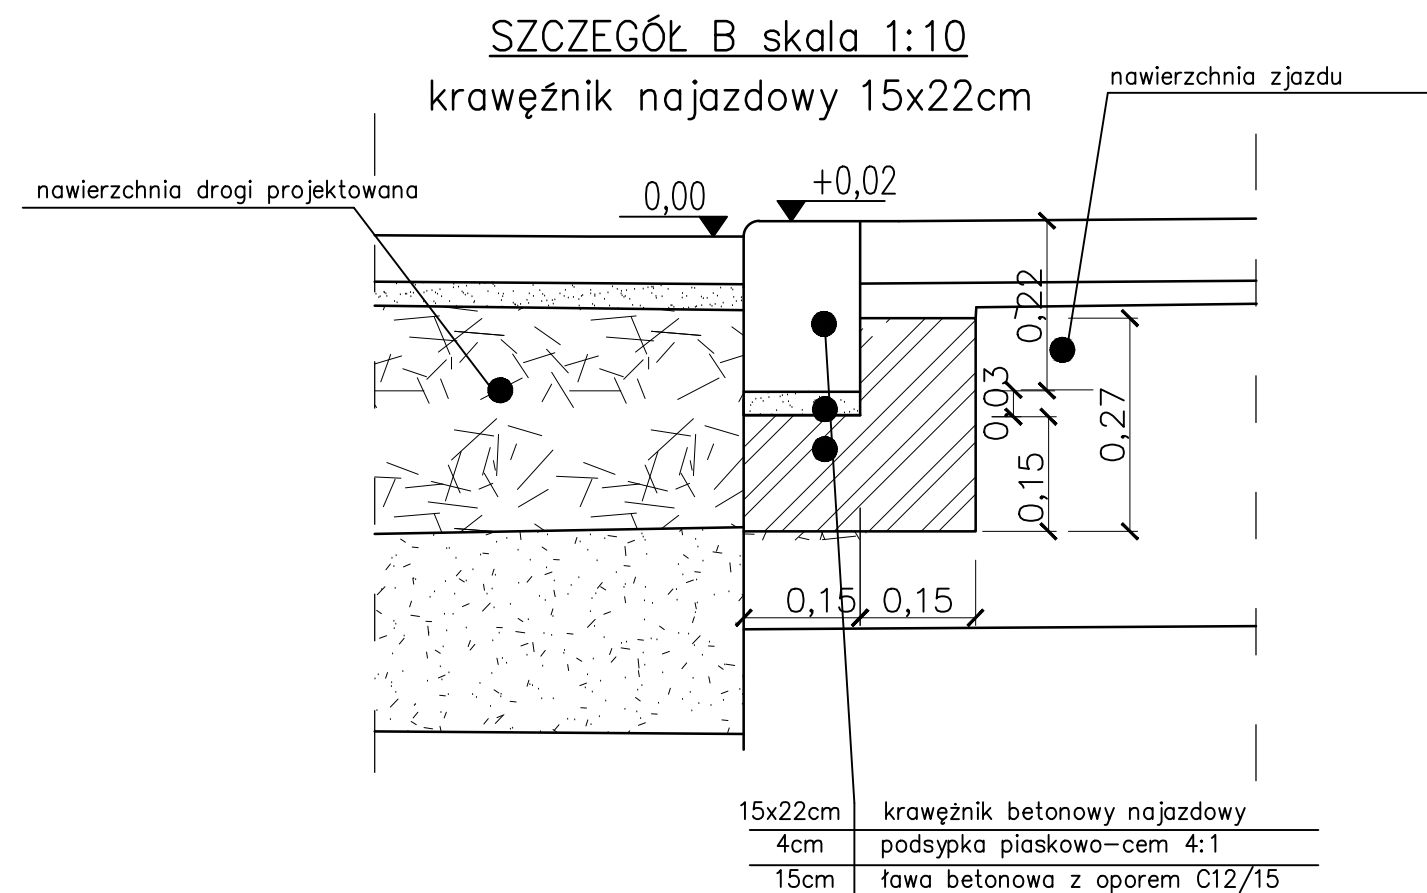 SZCZEGÓŁ B skala 1:10
krawęźnik najazdowy 15x22cm
nawierzchnia zjazdu
nawierzchnia drogi projektowana
0,00
+0,02
0,22
0,03
0,27
0,15
0,15
0,15
15x22cm krawężnik betonowy najazdowy
4cm podsypka piaskowo-cem 4:1
15cm ława betonowa z oporem C12/15